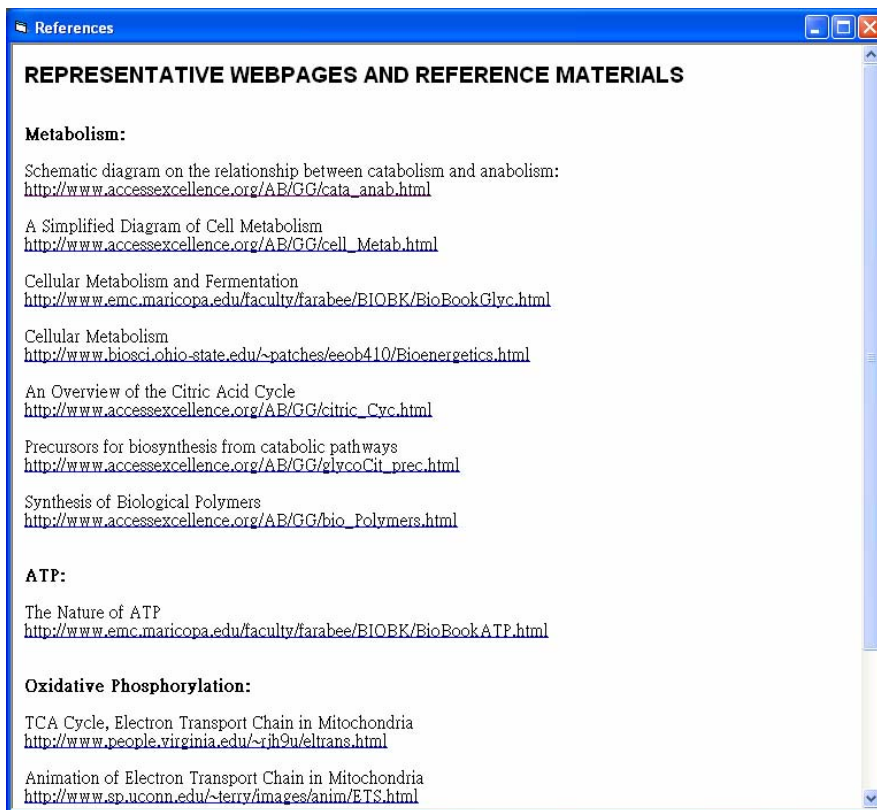 References
REPRESENTATIVE WEBPAGES AND REFERENCE MATERIALS
Metabolism:
Schematic diagram on the relationship between catabolism and anabolism:
http://www.accessexcellence.org/AB/GG/cata_anab.html
A Simplified Diagram of Cell Metabolism
http://www.accessexcellence.org/AB/GG/cell_Metab.html
Cellular Metabolism and Fermentation
http://www.emc.maricopa.edu/faculty/farabee/BIOBK/BioBookGlyc.html
Cellular Metabolism
http://www.biosci.ohio-state.edu/~patches/eeob410/Bioenergetics.html
An Overview of the Citric Acid Cycle
http://www.accessexcellence.org/AB/GG/citric_Cyc.html
Precursors for biosynthesis from catabolic pathways
http://www.accessexcellence.org/AB/GG/glycoCit_prec.html
Synthesis of Biological Polymers
http://www.accessexcellence.org/AB/GG/bio_Polymers.html
ATP:
The Nature of ATP
http://www.emc.maricopa.edu/faculty/farabee/BIOBK/BioBookATP.html
Oxidative Phosphorylation:
TCA Cycle, Electron Transport Chain in Mitochondria
http://www.people.virginia.edu/~rjh9u/eltrans.html
Animation of Electron Transport Chain in Mitochondria
http://www.sp.uconn.edu/~terry/images/anim/ETS.html